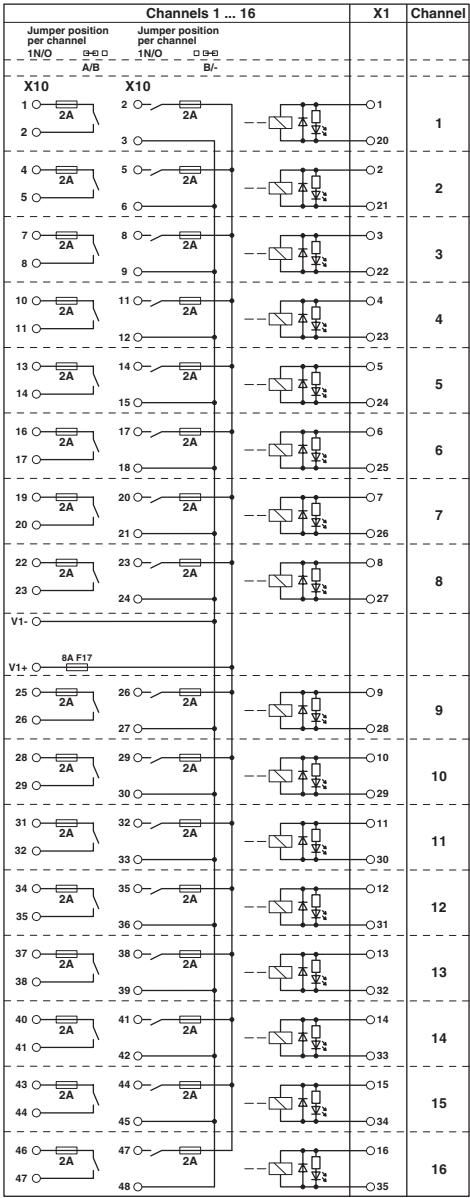 Channels 1 ... 16 X1 Channel
Jumper position per channel
1N/O
A/B
Jumper position per channel
1N/O
B/-
X10 X10
1 2A 2 2A 1
2 3 20
1
4 2A 5 2A 2
5 6 21
2
7 2A 8 2A 3
8 9 22
3
10 2A 11 2A 4
11 12 23
4
13 2A 14 2A 5
14 15 24
5
16 2A 17 2A 6
17 18 25
6
19 2A 20 2A 7
20 21 26
7
22 2A 23 2A 8
23 24 27
8
V1-
8A F17
V1+
25 2A 26 2A 9
26 27 28
9
28 2A 29 2A 10
29 30 29
10
31 2A 32 2A 11
32 33 30
11
34 2A 35 2A 12
35 36 31
12
37 2A 38 2A 13
38 39 32
13
40 2A 41 2A 14
41 42 33
14
43 2A 44 2A 15
44 45 34
15
46 2A 47 2A 16
47 48 35
16